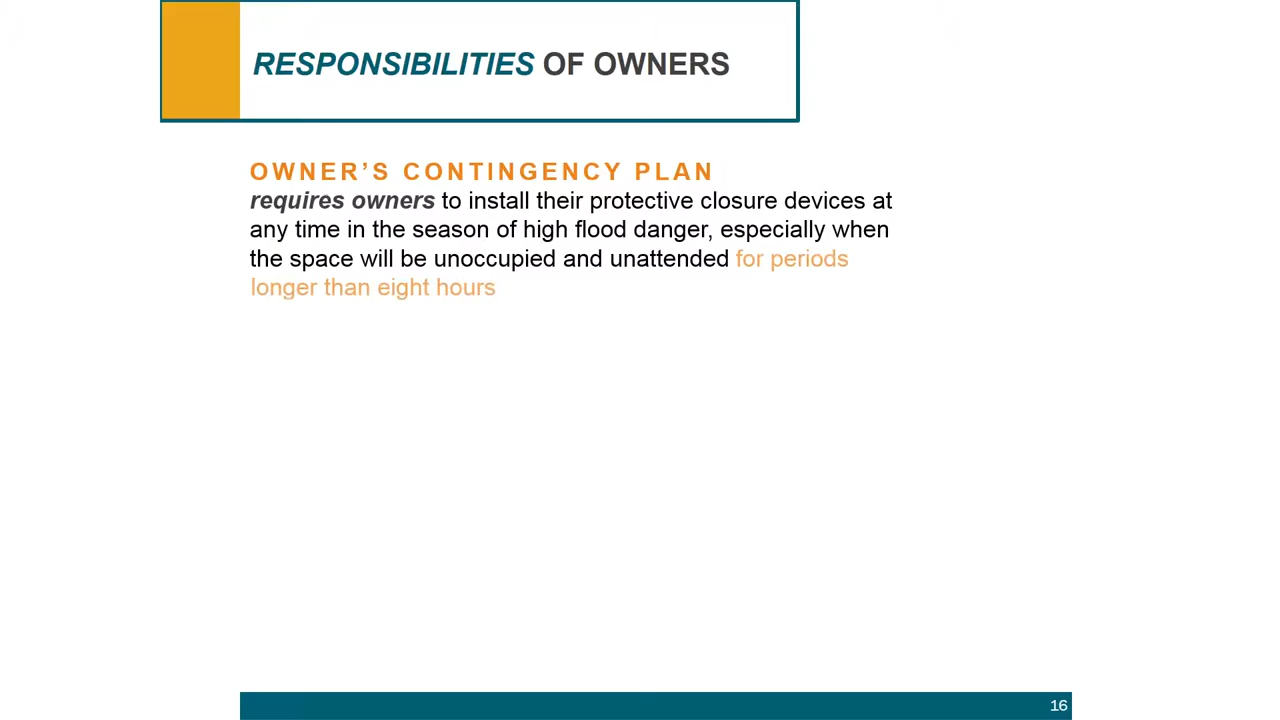 RESPONSIBILITIES OF OWNERS
OWNER’S CONTINGENCY PLAN
requires owners to install their protective closure devices at
any time in the season of high flood danger, especially when
the space will be unoccupied and unattended for periods
longer than eight hours
16